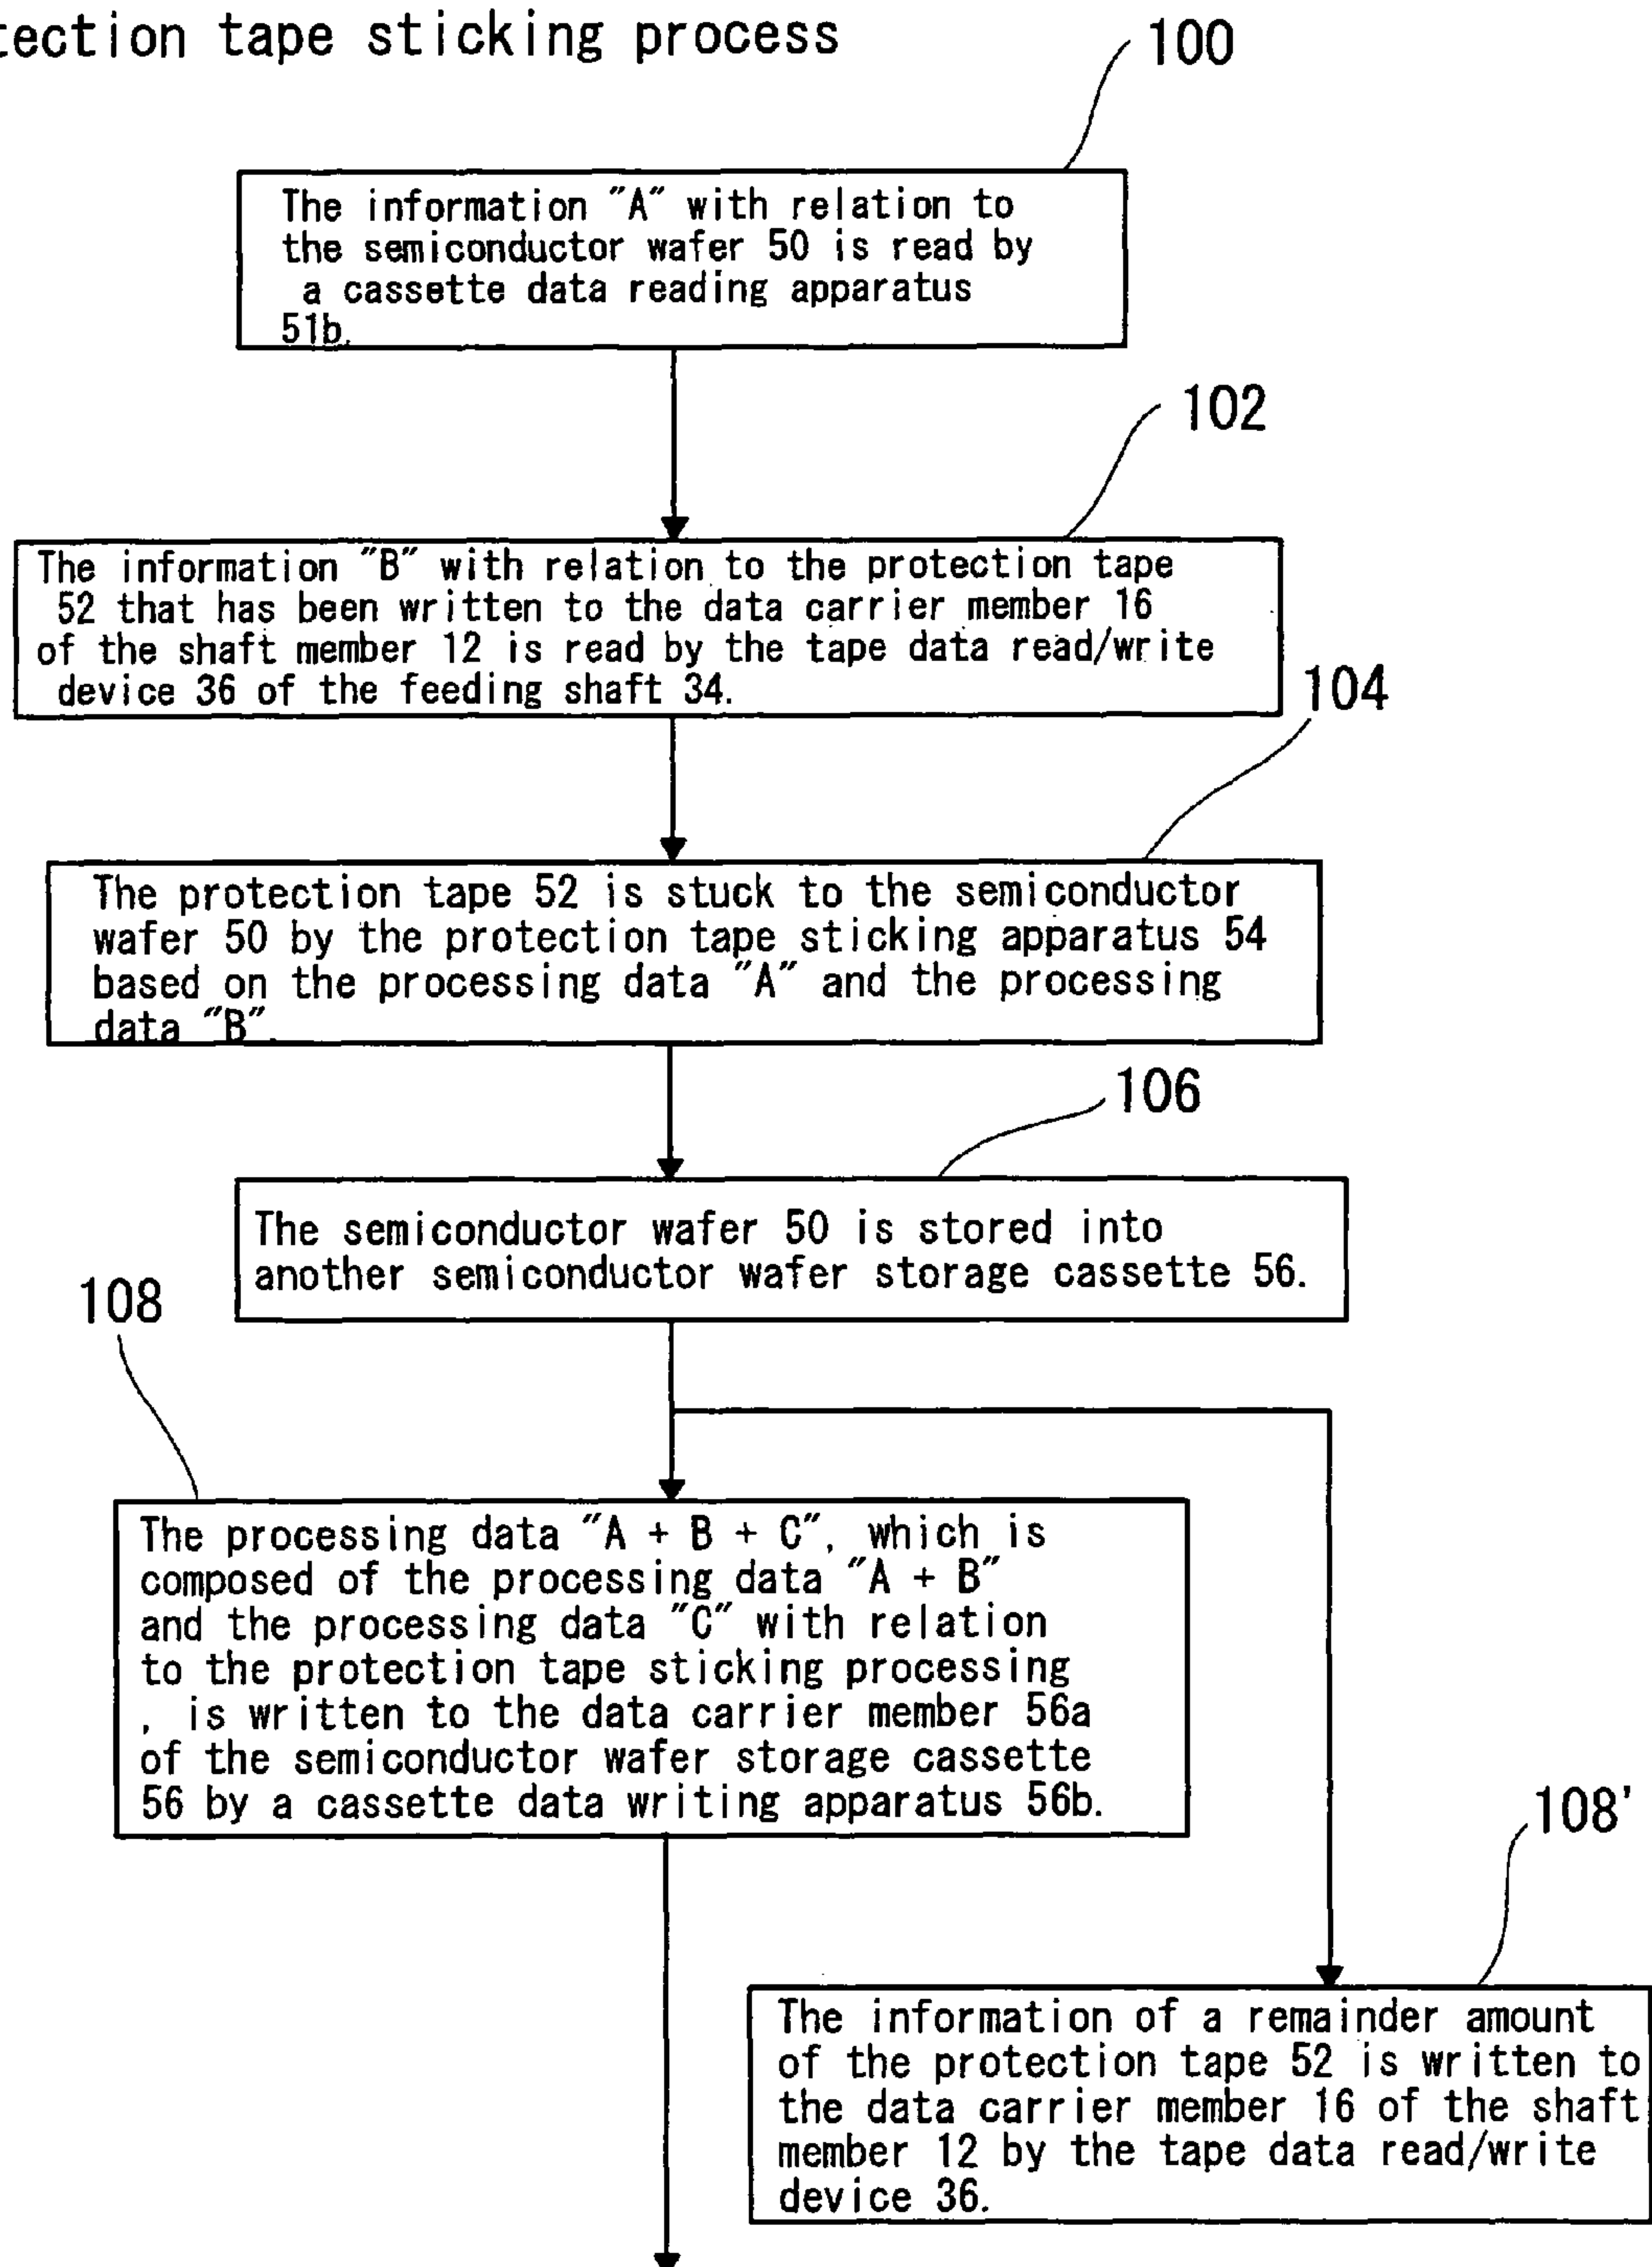 tection tape sticking process
100
The information "A" with relation to
the semiconductor wafer 50 is read by
a cassette data reading apparatus
51b.
102
The information "B" with relation to the protection tape
52 that has been written to the data carrier member 16
of the shaft member 12 is read by the tape data read/write
device 36 of the feeding shaft 34.
104
The protection tape 52 is stuck to the semiconductor
wafer 50 by the protection tape sticking apparatus 54
based on the processing data "A" and the processing
data "B".
106
The semiconductor wafer 50 is stored into
another semiconductor wafer storage cassette 56.
108
The processing data "A + B + C", which is
composed of the processing data "A + B"
and the processing data "C" with relation
to the protection tape sticking processing
, is written to the data carrier member 56a
of the semiconductor wafer storage cassette
56 by a cassette data writing apparatus 56b.
108'
The information of a remainder amount
of the protection tape 52 is written to
the data carrier member 16 of the shaft
member 12 by the tape data read/write
device 36.